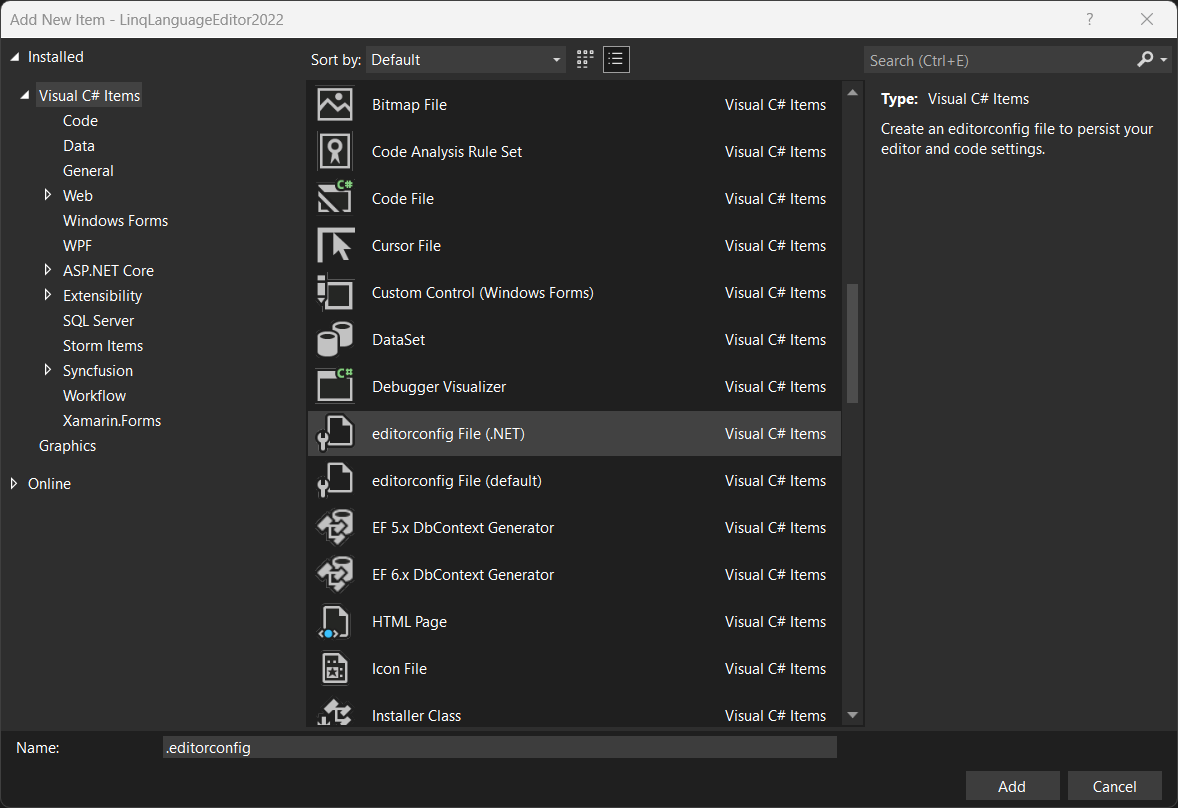 Add New Item - LinqLanguageEditor2022
?
Installed
Visual C# Items
Code
Data
General
Web
Windows Forms
WPF
ASP.NET Core
Extensibility
SQL Server
Storm Items
Syncfusion
Workflow
Xamarin.Forms
Graphics
Online
Sort by: Default
Bitmap File Visual C# Items
Code Analysis Rule Set Visual C# Items
C#
Code File Visual C# Items
Cursor File Visual C# Items
Custom Control (Windows Forms) Visual C# Items
DataSet Visual C# Items
C#
Debugger Visualizer Visual C# Items
editorconfig File (.NET) Visual C# Items
editorconfig File (default) Visual C# Items
EF 5.x DbContext Generator Visual C# Items
EF 6.x DbContext Generator Visual C# Items
HTML Page Visual C# Items
Icon File Visual C# Items
Installer Class Visual C# Items
Search (Ctrl+E)
Type: Visual C# Items
Create an editorconfig file to persist your
editor and code settings.
Name: .editorconfig
Add Cancel